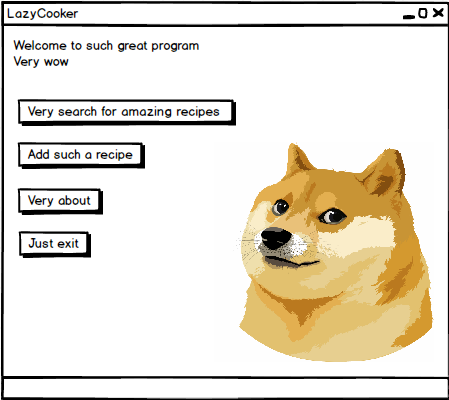 LazyCooker
Welcome to such great program
Very wow
Very search for amazing recipes
Add such a recipe
Very about
Just exit